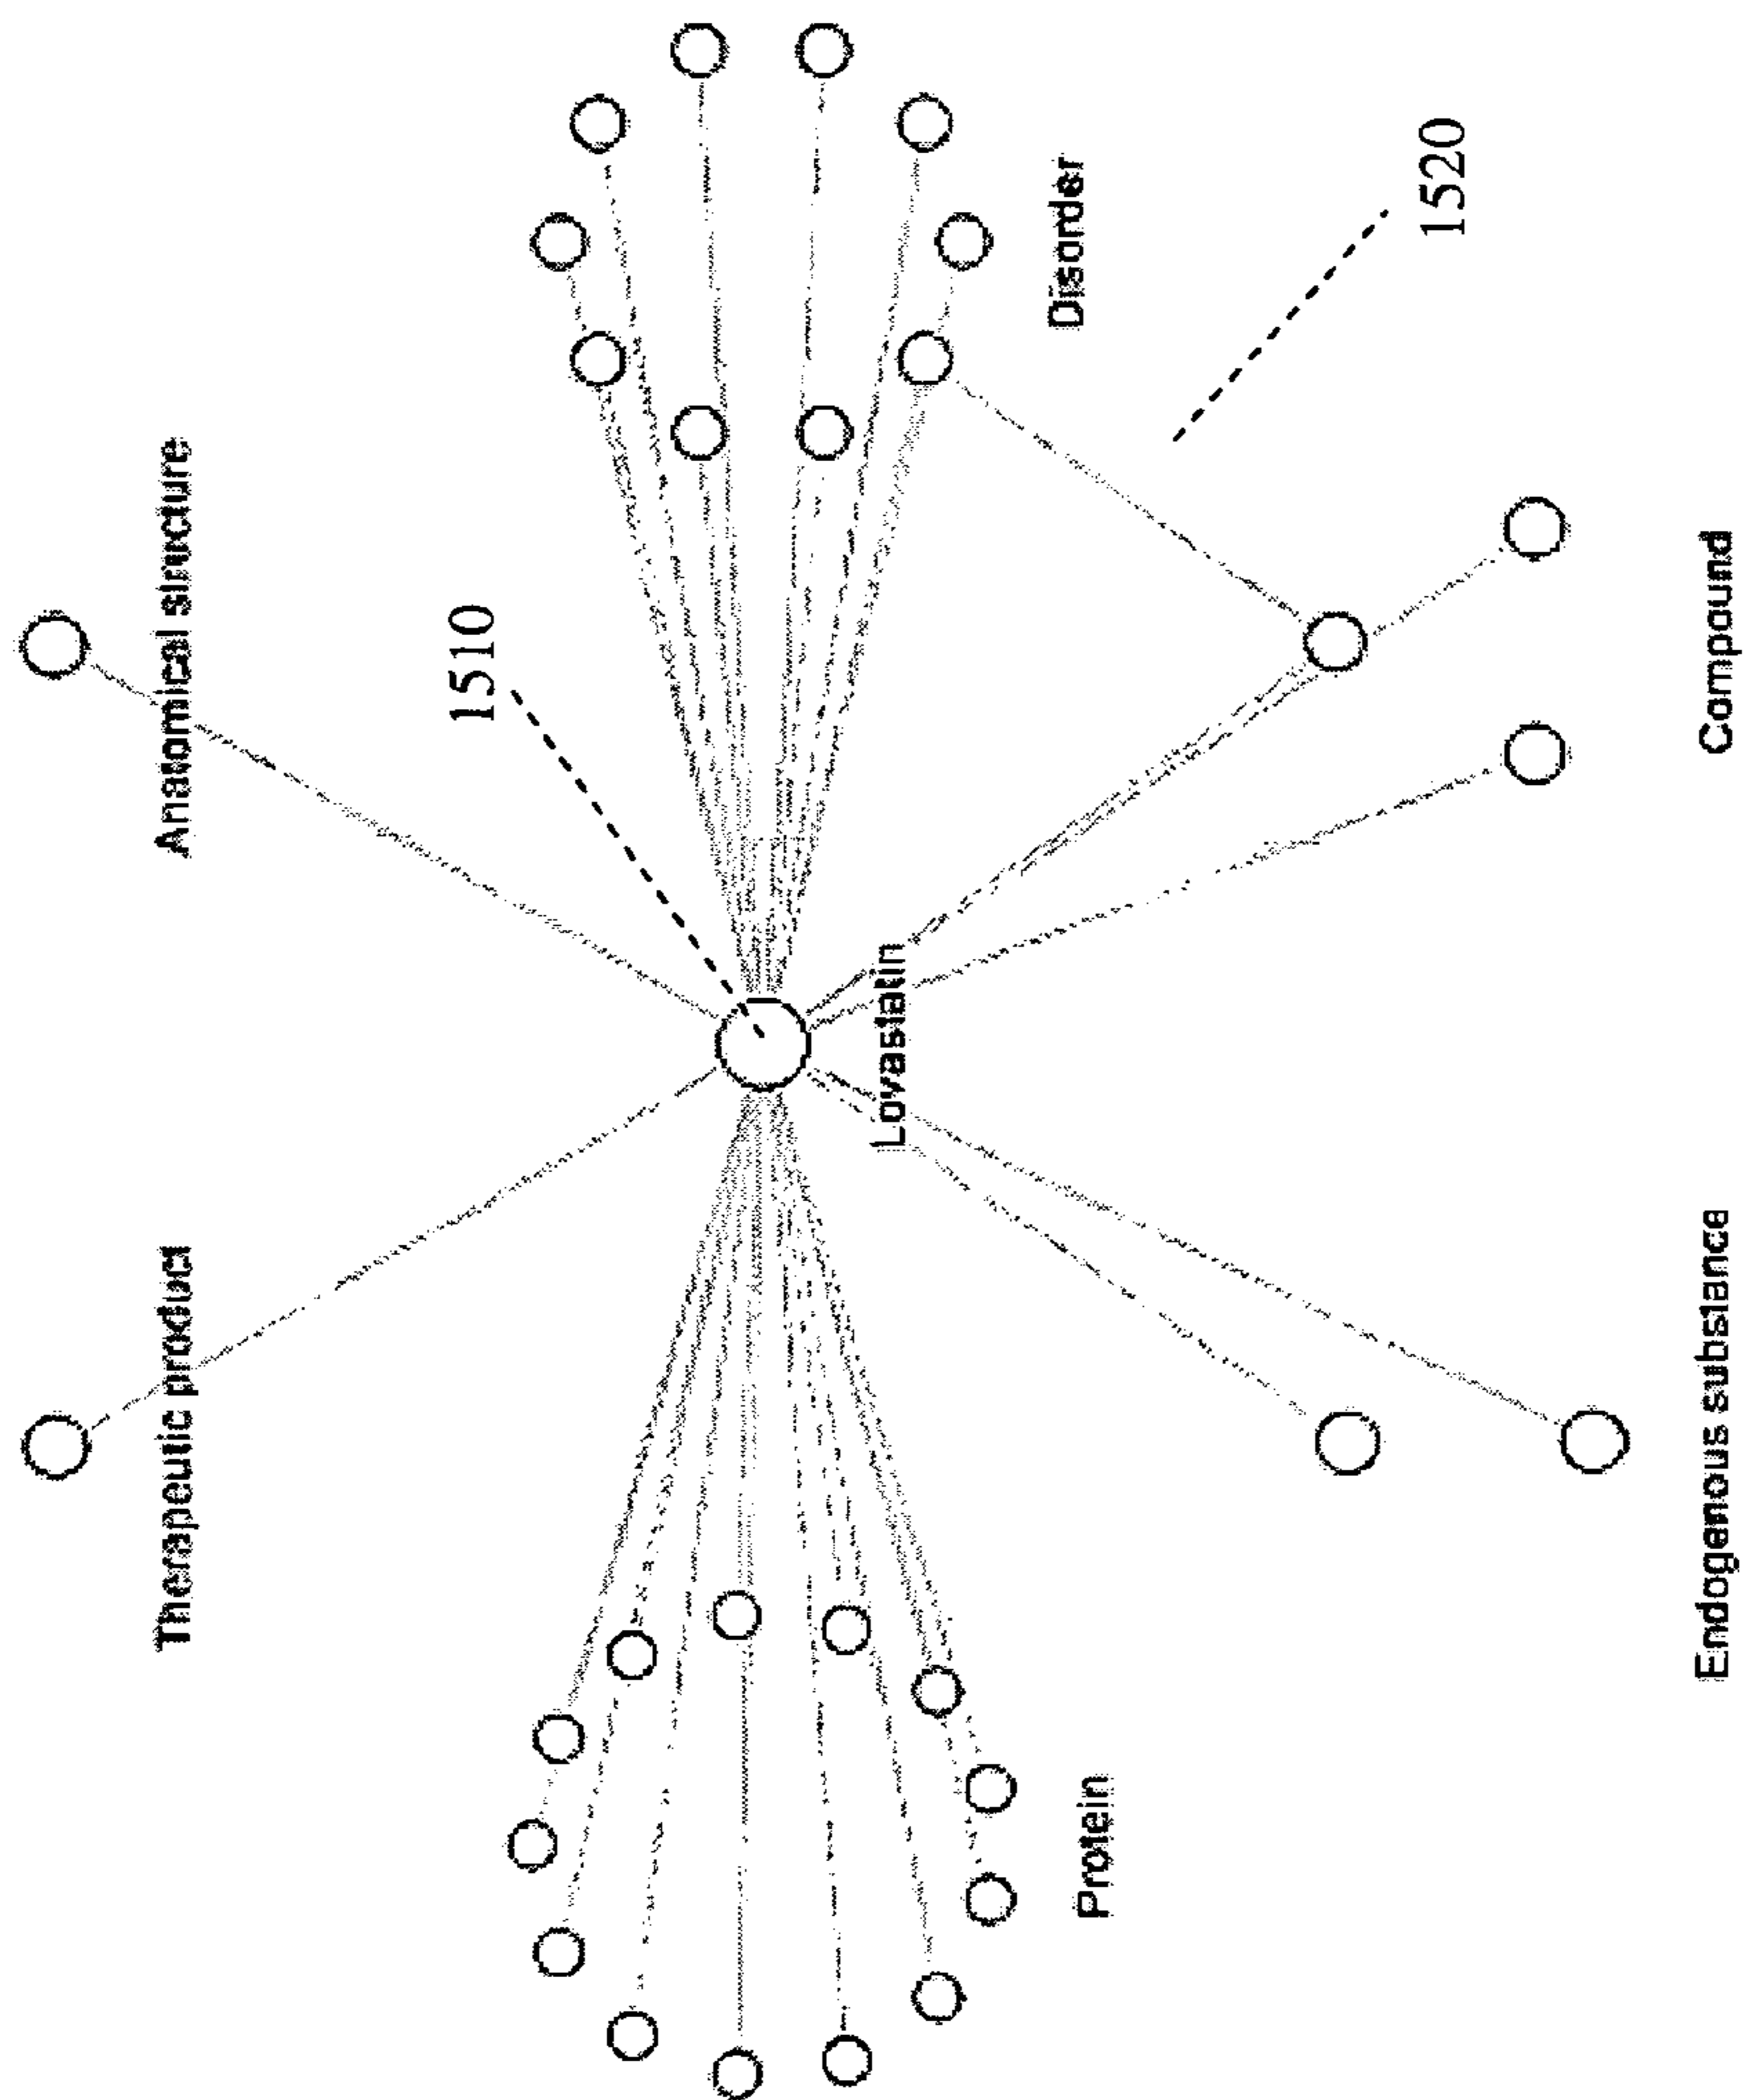 Therapeutic product
Anatomical structure
1510
Lovastatin
Protein
Disorder
1520
Endogenous substance
Compound